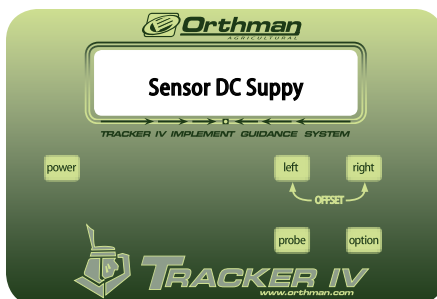 Orthman
AGRICULTURAL
Sensor DC Suppy
TRACKER IV IMPLEMENT GUIDANCE SYSTEM
power
left
right
OFFSET
probe
option
TRACKER IV
www.orthman.com